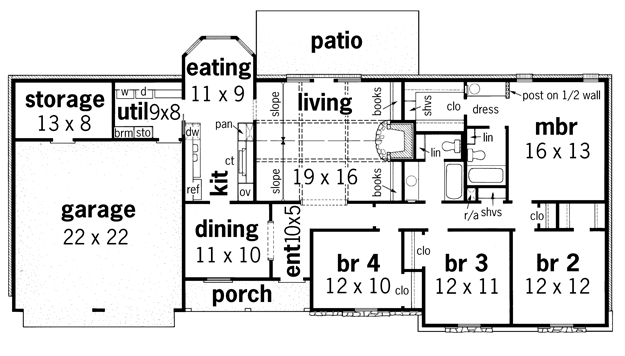 patio
eating
11 x 9
storage
13 x 8
w d
util 9x8
brm sto
slope
living
19 x 16
slope
books
books
shvs
clo
dress
post on 1/2 wall
mbr
16 x 13
lin
lin
dw
pan
ct
ref
kit
ov
garage
22 x 22
dining
11 x 10
ent 10x5
porch
r/a shvs
clo
br 4
12 x 10
clo
clo
br 3
12 x 11
br 2
12 x 12